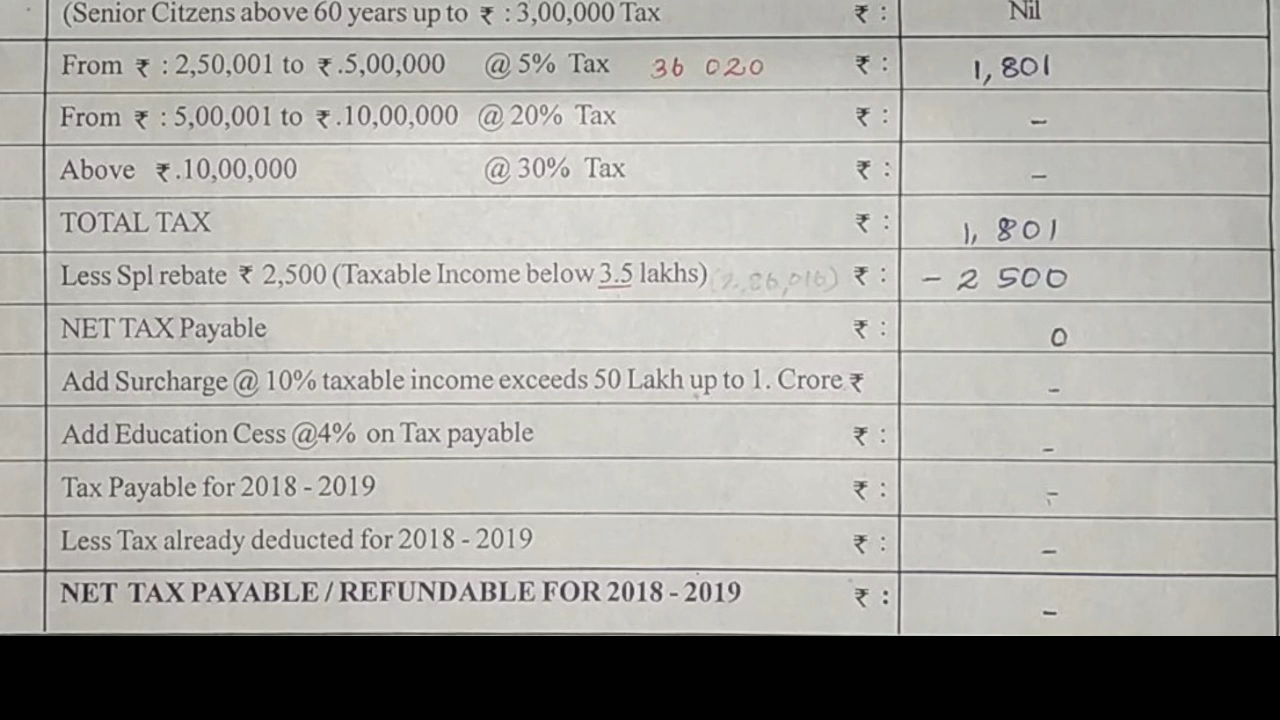 (Senior Citzens above 60 years up to ₹ : 3,00,000 Tax ₹ : Nil
From ₹ : 2,50,001 to ₹.5,00,000 @ 5% Tax 36 020 ₹ : 1,801
From ₹ : 5,00,001 to ₹.10,00,000 @ 20% Tax ₹ : -
Above ₹.10,00,000 @ 30% Tax ₹ : -
TOTAL TAX ₹ : 1,801
Less Spl rebate ₹ 2,500 (Taxable Income below 3.5 lakhs) (2,86,016) ₹ : - 2 500
NET TAX Payable ₹ : 0
Add Surcharge @ 10% taxable income exceeds 50 Lakh up to 1. Crore ₹ -
Add Education Cess @4% on Tax payable ₹ : -
Tax Payable for 2018 - 2019 ₹ : -
Less Tax already deducted for 2018 - 2019 ₹ : -
NET TAX PAYABLE / REFUNDABLE FOR 2018 - 2019 ₹ : -